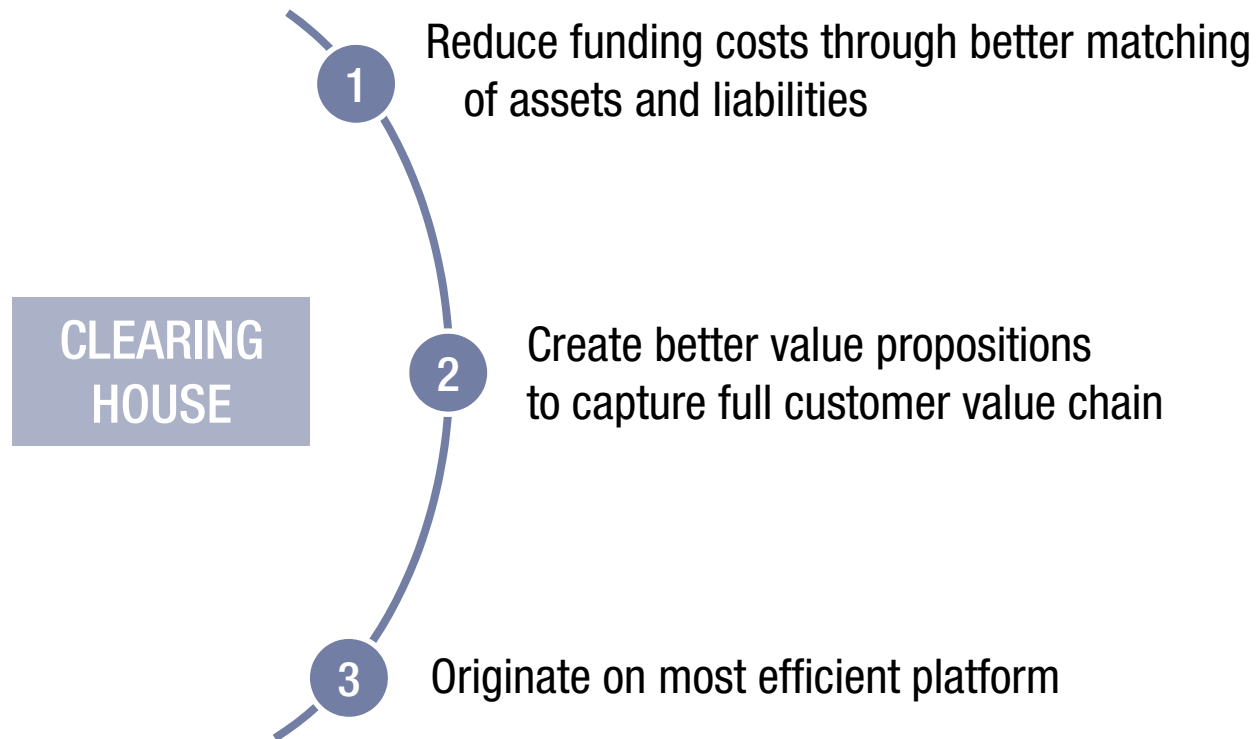 1
Reduce funding costs through better matching
of assets and liabilities
CLEARING
HOUSE
2
Create better value propositions
to capture full customer value chain
3
Originate on most efficient platform